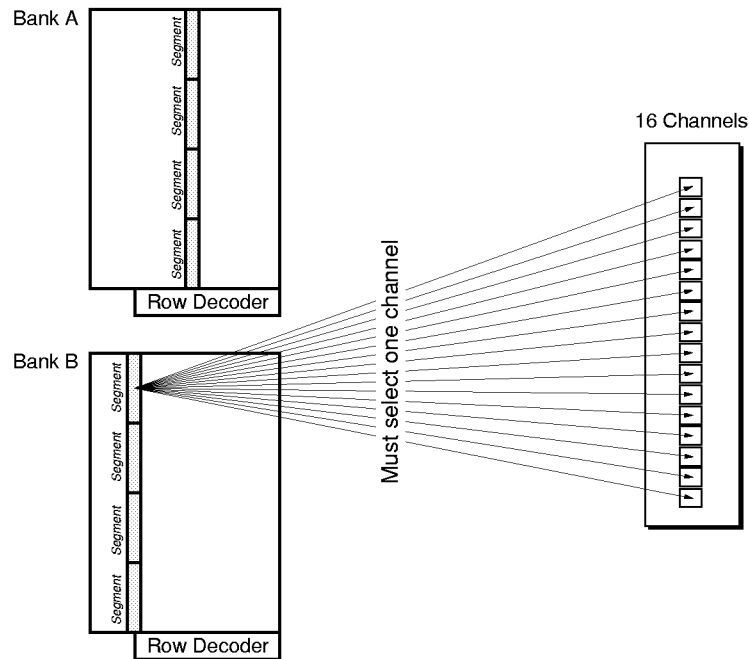 Bank A
Segment
Segment
Segment
Segment
Row Decoder
16 Channels
Must select one channel
Bank B
Segment
Segment
Segment
Segment
Row Decoder